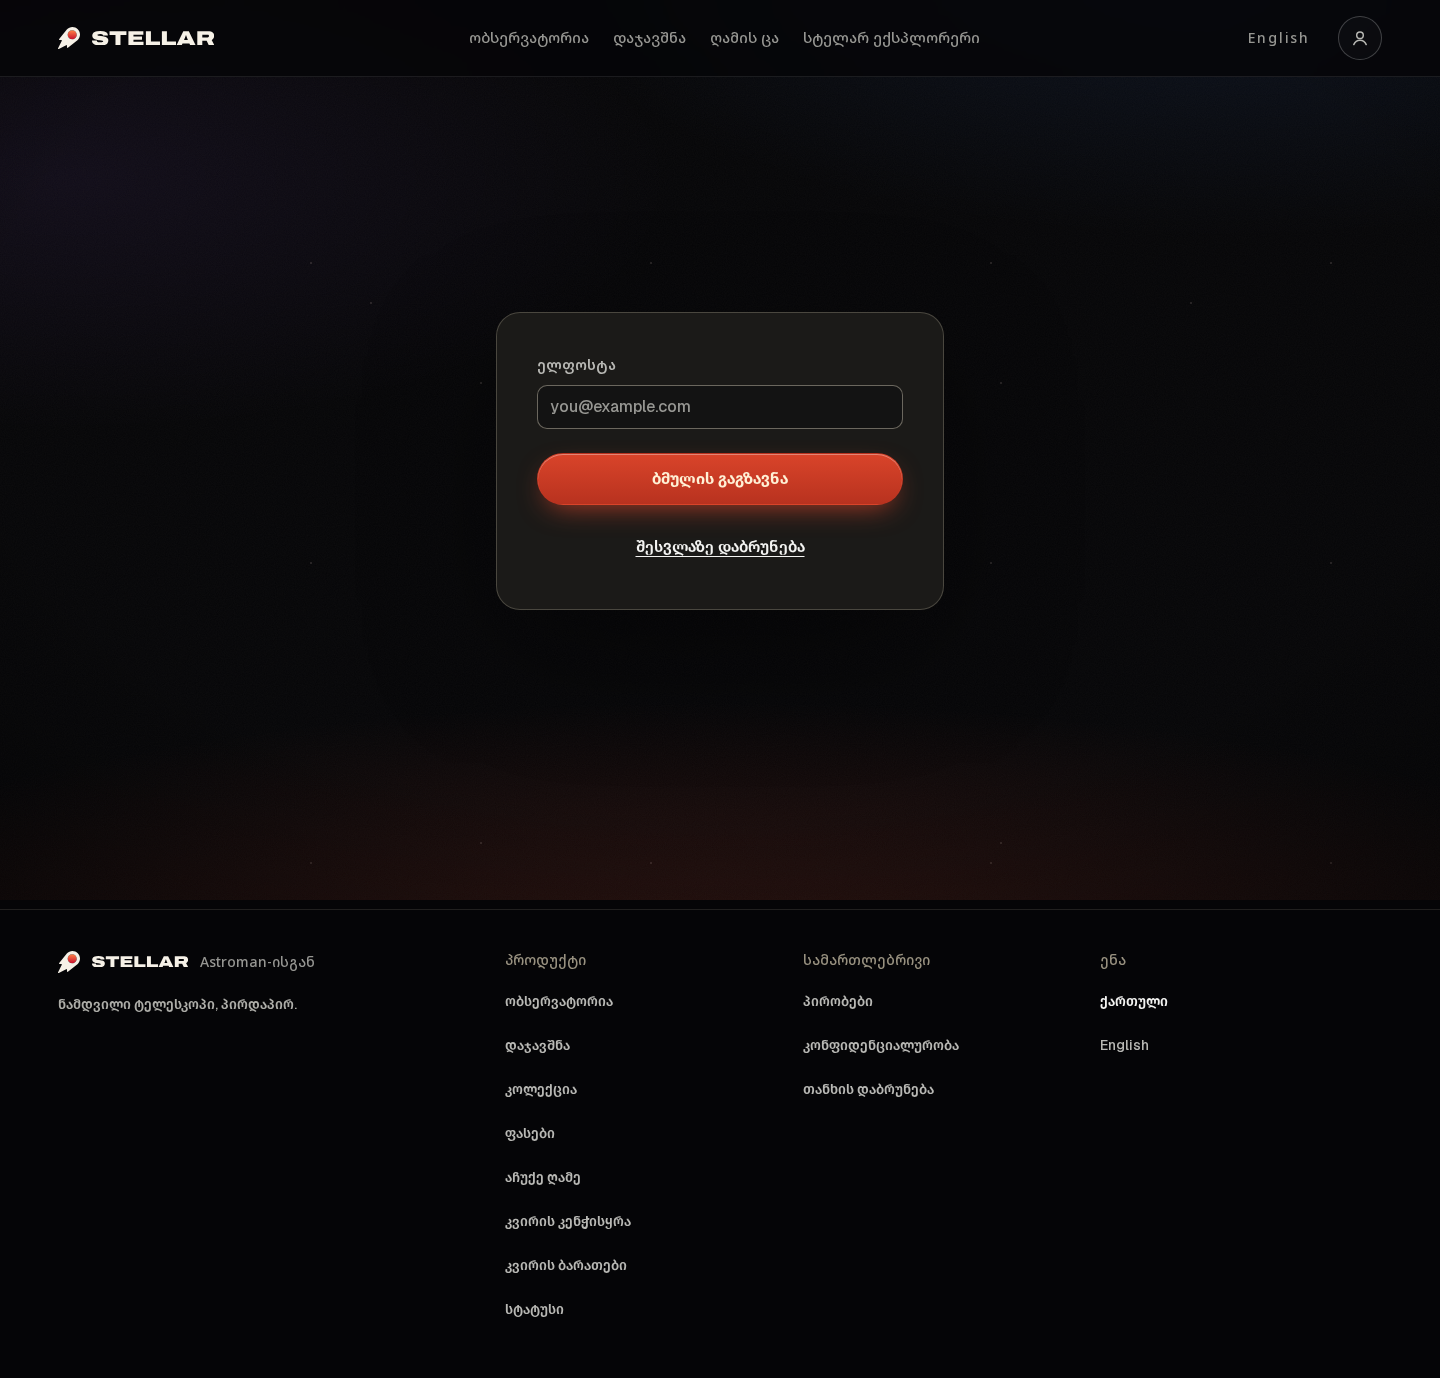 STELLAR
ობსერვატორია
დაჯავშნა
ღამის ცა
სტელარ ექსპლორერი
English
ელფოსტა
you@example.com
ბმულის გაგზავნა
შესვლაზე დაბრუნება
STELLAR Astroman-ისგან
ნამდვილი ტელესკოპი, პირდაპირ.
პროდუქტი
ობსერვატორია
დაჯავშნა
კოლექცია
ფასები
აჩუქე ღამე
კვირის კენჭისყრა
კვირის ბარათები
სტატუსი
სამართლებრივი
პირობები
კონფიდენციალურობა
თანხის დაბრუნება
ენა
ქართული
English